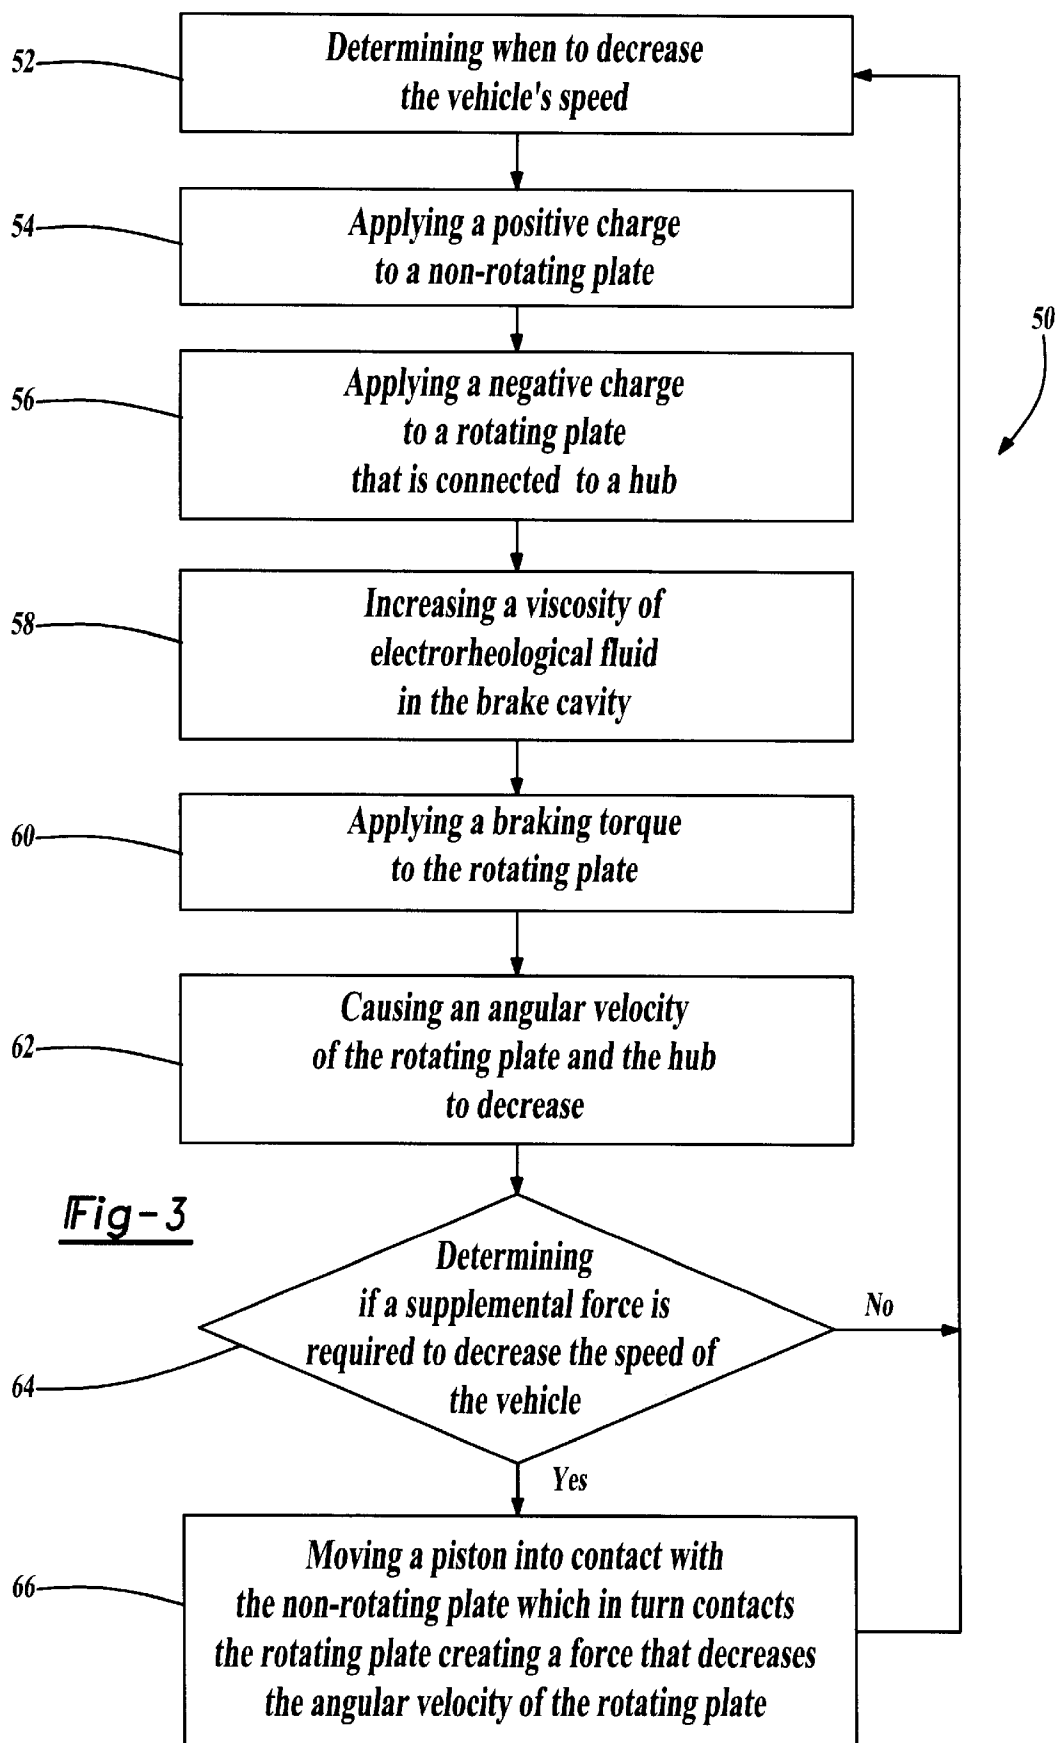 52
Determining when to decrease
the vehicle's speed
54
Applying a positive charge
to a non-rotating plate
50
56
Applying a negative charge
to a rotating plate
that is connected to a hub
58
Increasing a viscosity of
electrorheological fluid
in the brake cavity
60
Applying a braking torque
to the rotating plate
62
Causing an angular velocity
of the rotating plate and the hub
to decrease
Fig-3
64
Determining
if a supplemental force is
required to decrease the speed of
the vehicle
No
Yes
66
Moving a piston into contact with
the non-rotating plate which in turn contacts
the rotating plate creating a force that decreases
the angular velocity of the rotating plate